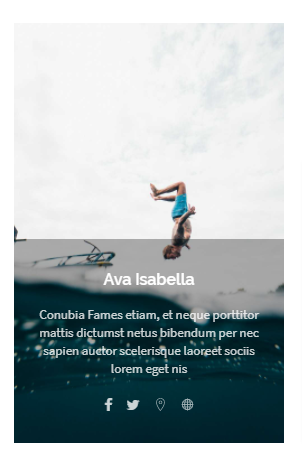 Ava Isabella
Conubia Fames etiam, et neque porttitor
mattis dictumst netus bibendum per nec
sapien auctor scelerisque laoreet sociis
lorem eget nis